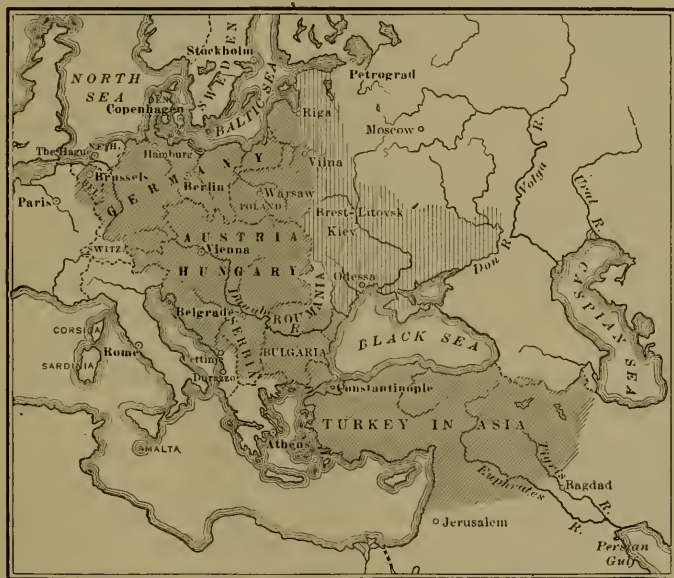 Stockholm
SWEDEN
Petrograd
NORTH
SEA
DEN.
Copenhagen
BALTIC SEA
Riga
Moscow
Volga R.
Ural R.
The Hague
NETH.
Hamburg
Vilna
Brussels
BEL.
GERMANY
Berlin
Warsaw
POLAND
Paris
Brest-Litovsk
Kiev
AUSTRIA
Vienna
Don R.
SWITZ.
HUNGARY
Odessa
CASPIAN SEA
Danube R.
ROUMANIA
Belgrade
SERBIA
BLACK SEA
CORSICA
Rome
BULGARIA
SARDINIA
Cettinje
Durazzo
Constantinople
TURKEY IN ASIA
Athens
MALTA
Tigris R.
Euphrates R.
Bagdad
Jerusalem
Persian
Gulf